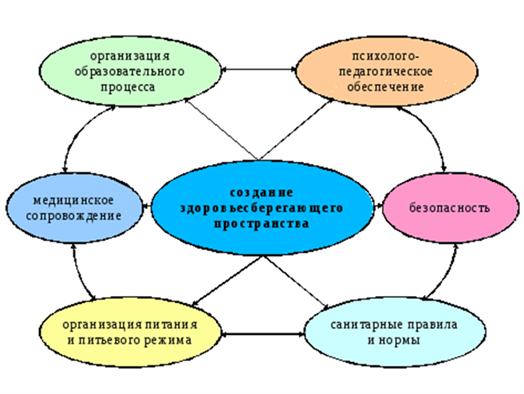 организация
образовательного
процесса
психолого-
педагогическое
обеспечение
медицинское
сопровождение
создание
здоровьесберегающего
пространства
безопасность
организация питания
и питьевого режима
санитарные правила
и нормы